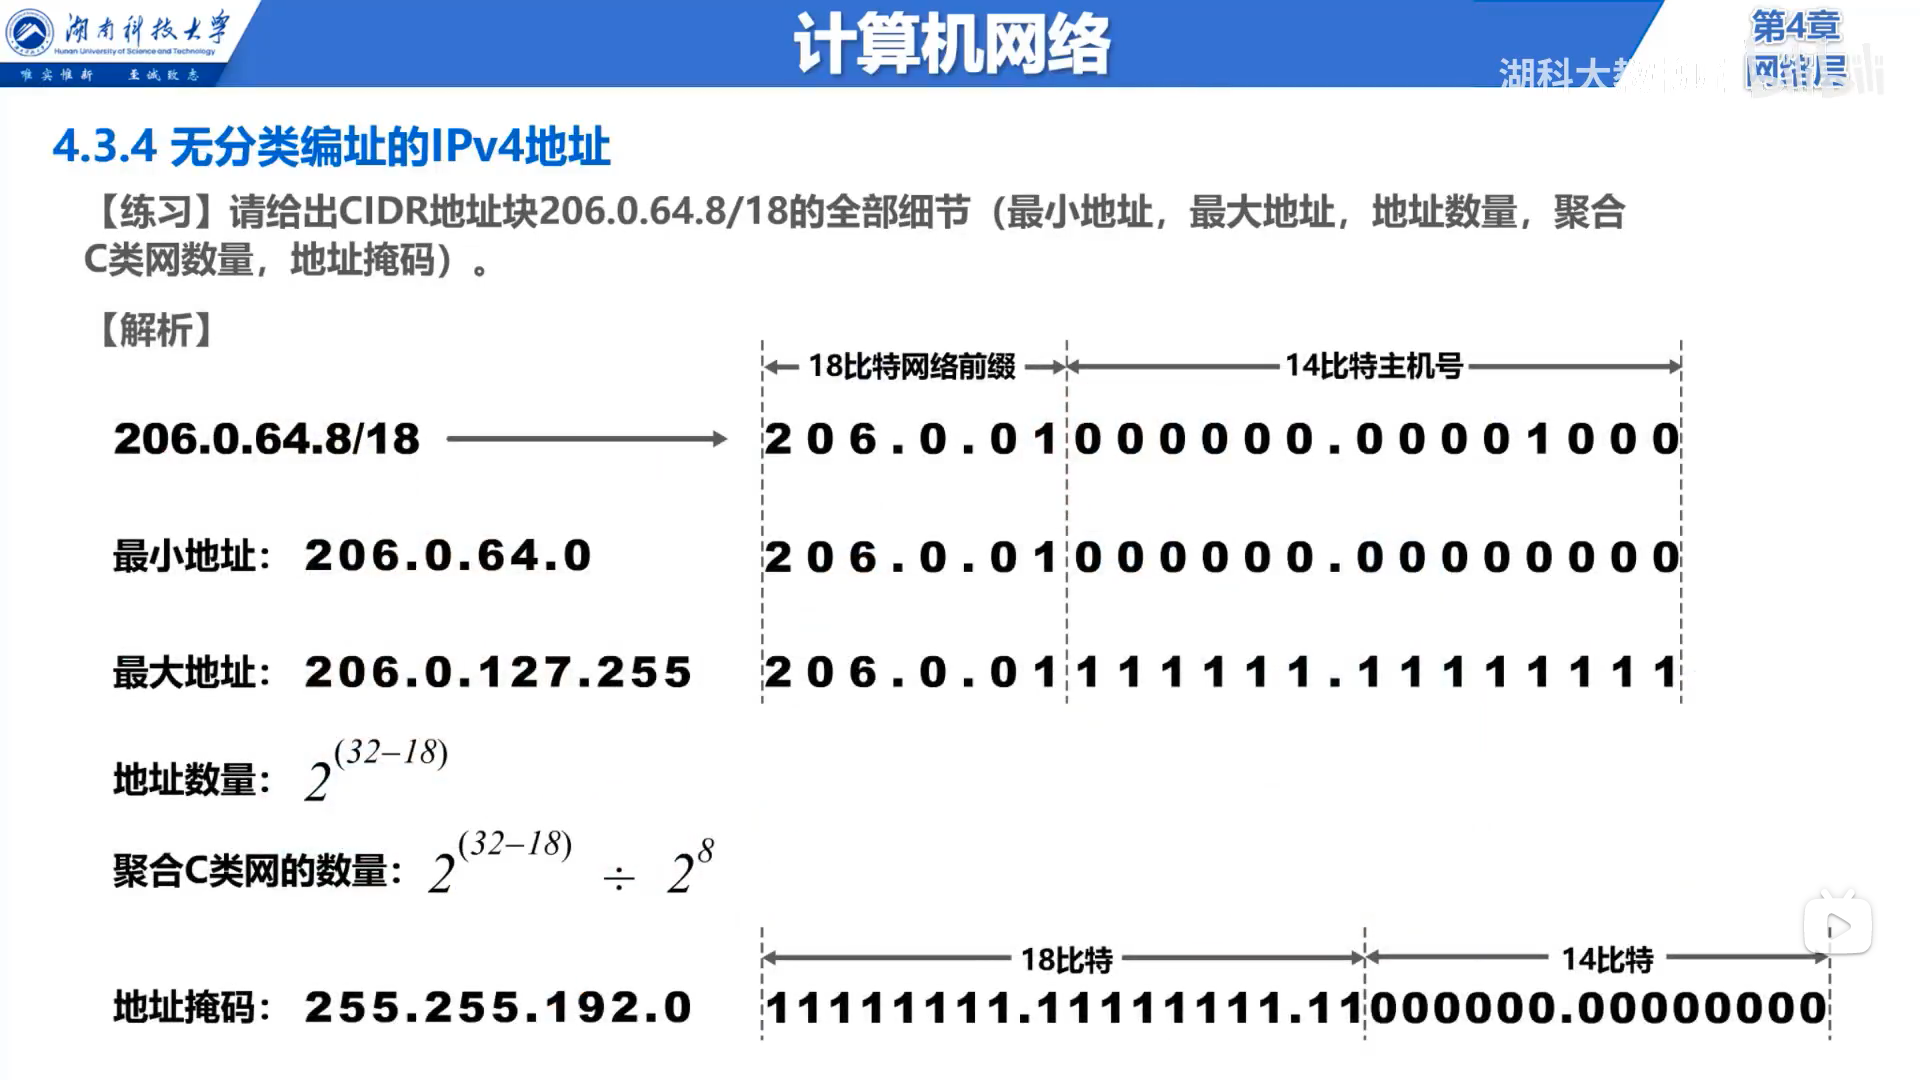 湖南科技大学
Hunan University of Science and Technology
唯实惟新 至诚致志
计算机网络
第4章
网络层
湖科大教书匠
bilibili
4.3.4 无分类编址的IPv4地址
【练习】请给出CIDR地址块206.0.64.8/18的全部细节（最小地址，最大地址，地址数量，聚合
C类网数量，地址掩码）。
【解析】
18比特网络前缀 14比特主机号
206.0.64.8/18 206.0.01000000.00001000
最小地址： 206.0.64.0 206.0.01000000.00000000
最大地址： 206.0.127.255 206.0.01111111.11111111
地址数量： 2^(32–18)
聚合C类网的数量： 2^(32–18) ÷ 2^8
18比特 14比特
地址掩码： 255.255.192.0 11111111.11111111.11000000.00000000